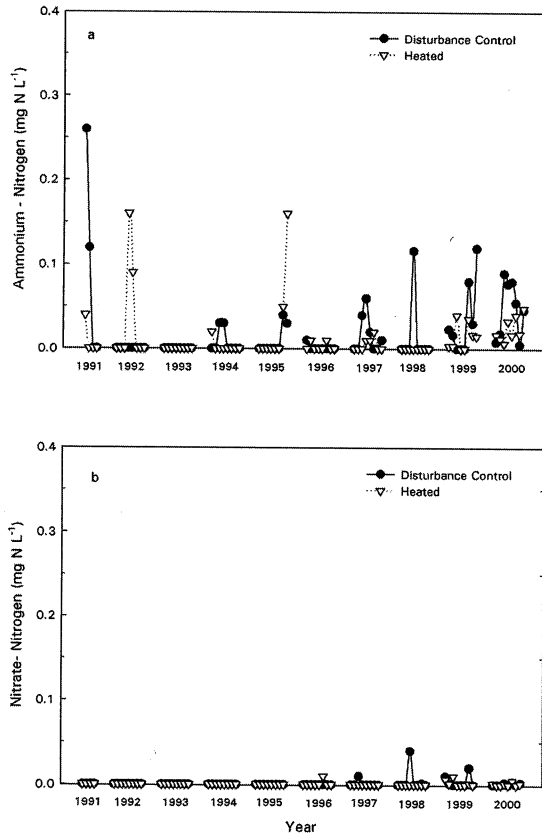 a
Disturbance Control
Heated
Ammonium - Nitrogen (mg N L-1)
0.4
0.3
0.2
0.1
0.0
1991 1992 1993 1994 1995 1996 1997 1998 1999 2000
b
Disturbance Control
Heated
Nitrate- Nitrogen (mg N L-1)
0.4
0.3
0.2
0.1
0.0
1991 1992 1993 1994 1995 1996 1997 1998 1999 2000
Year